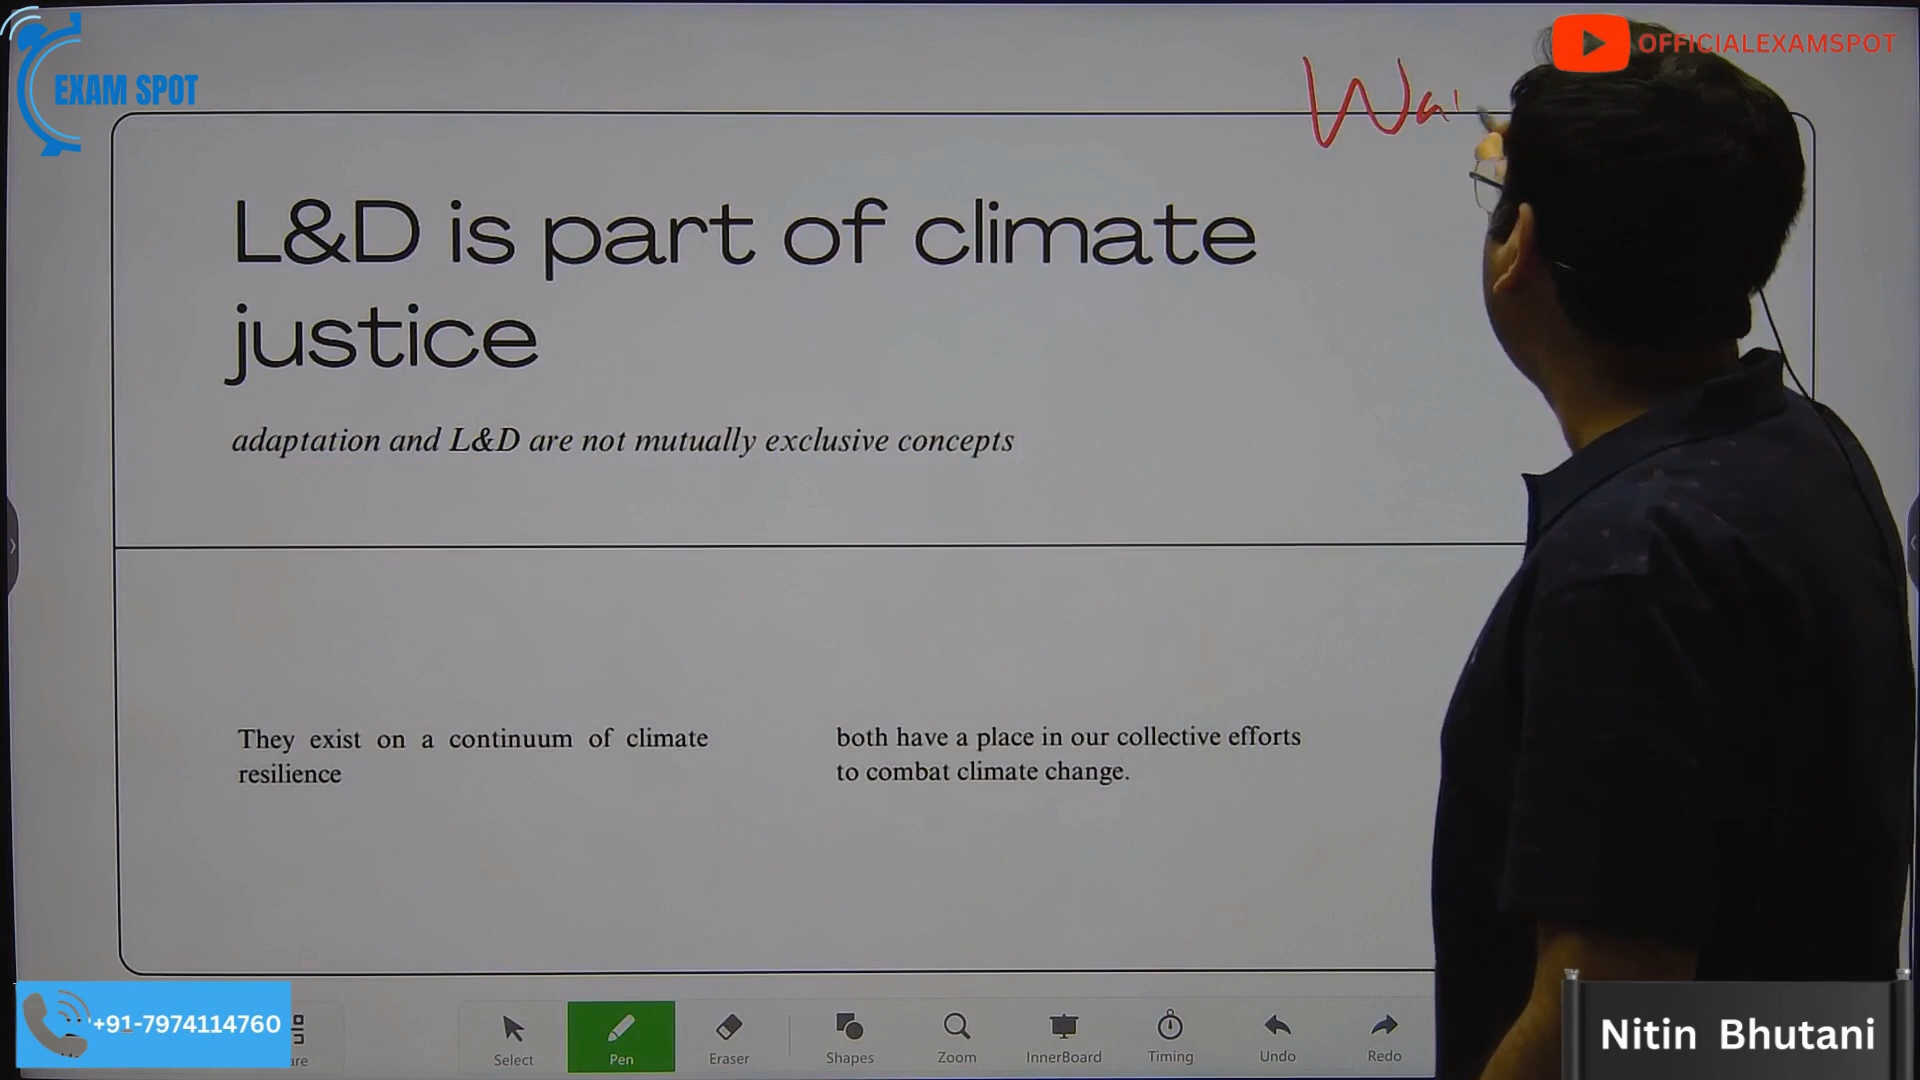 EXAM SPOT
OFFICIALEXAMSPOT
Wai
L&D is part of climate
justice
adaptation and L&D are not mutually exclusive concepts
They exist on a continuum of climate
resilience
both have a place in our collective efforts
to combat climate change.
+91-7974114760
Select
Pen
Eraser
Shapes
Zoom
InnerBoard
Timing
Undo
Redo
Nitin Bhutani